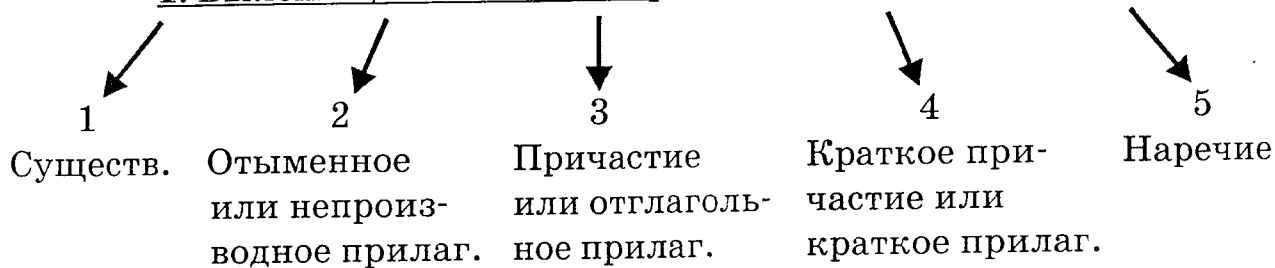 1 2 3 4 5
Существ. Отыменное Причастие Краткое при- Наречие
или непроиз- или отглаголь- частие или
водное прилаг. ное прилаг. краткое прилаг.